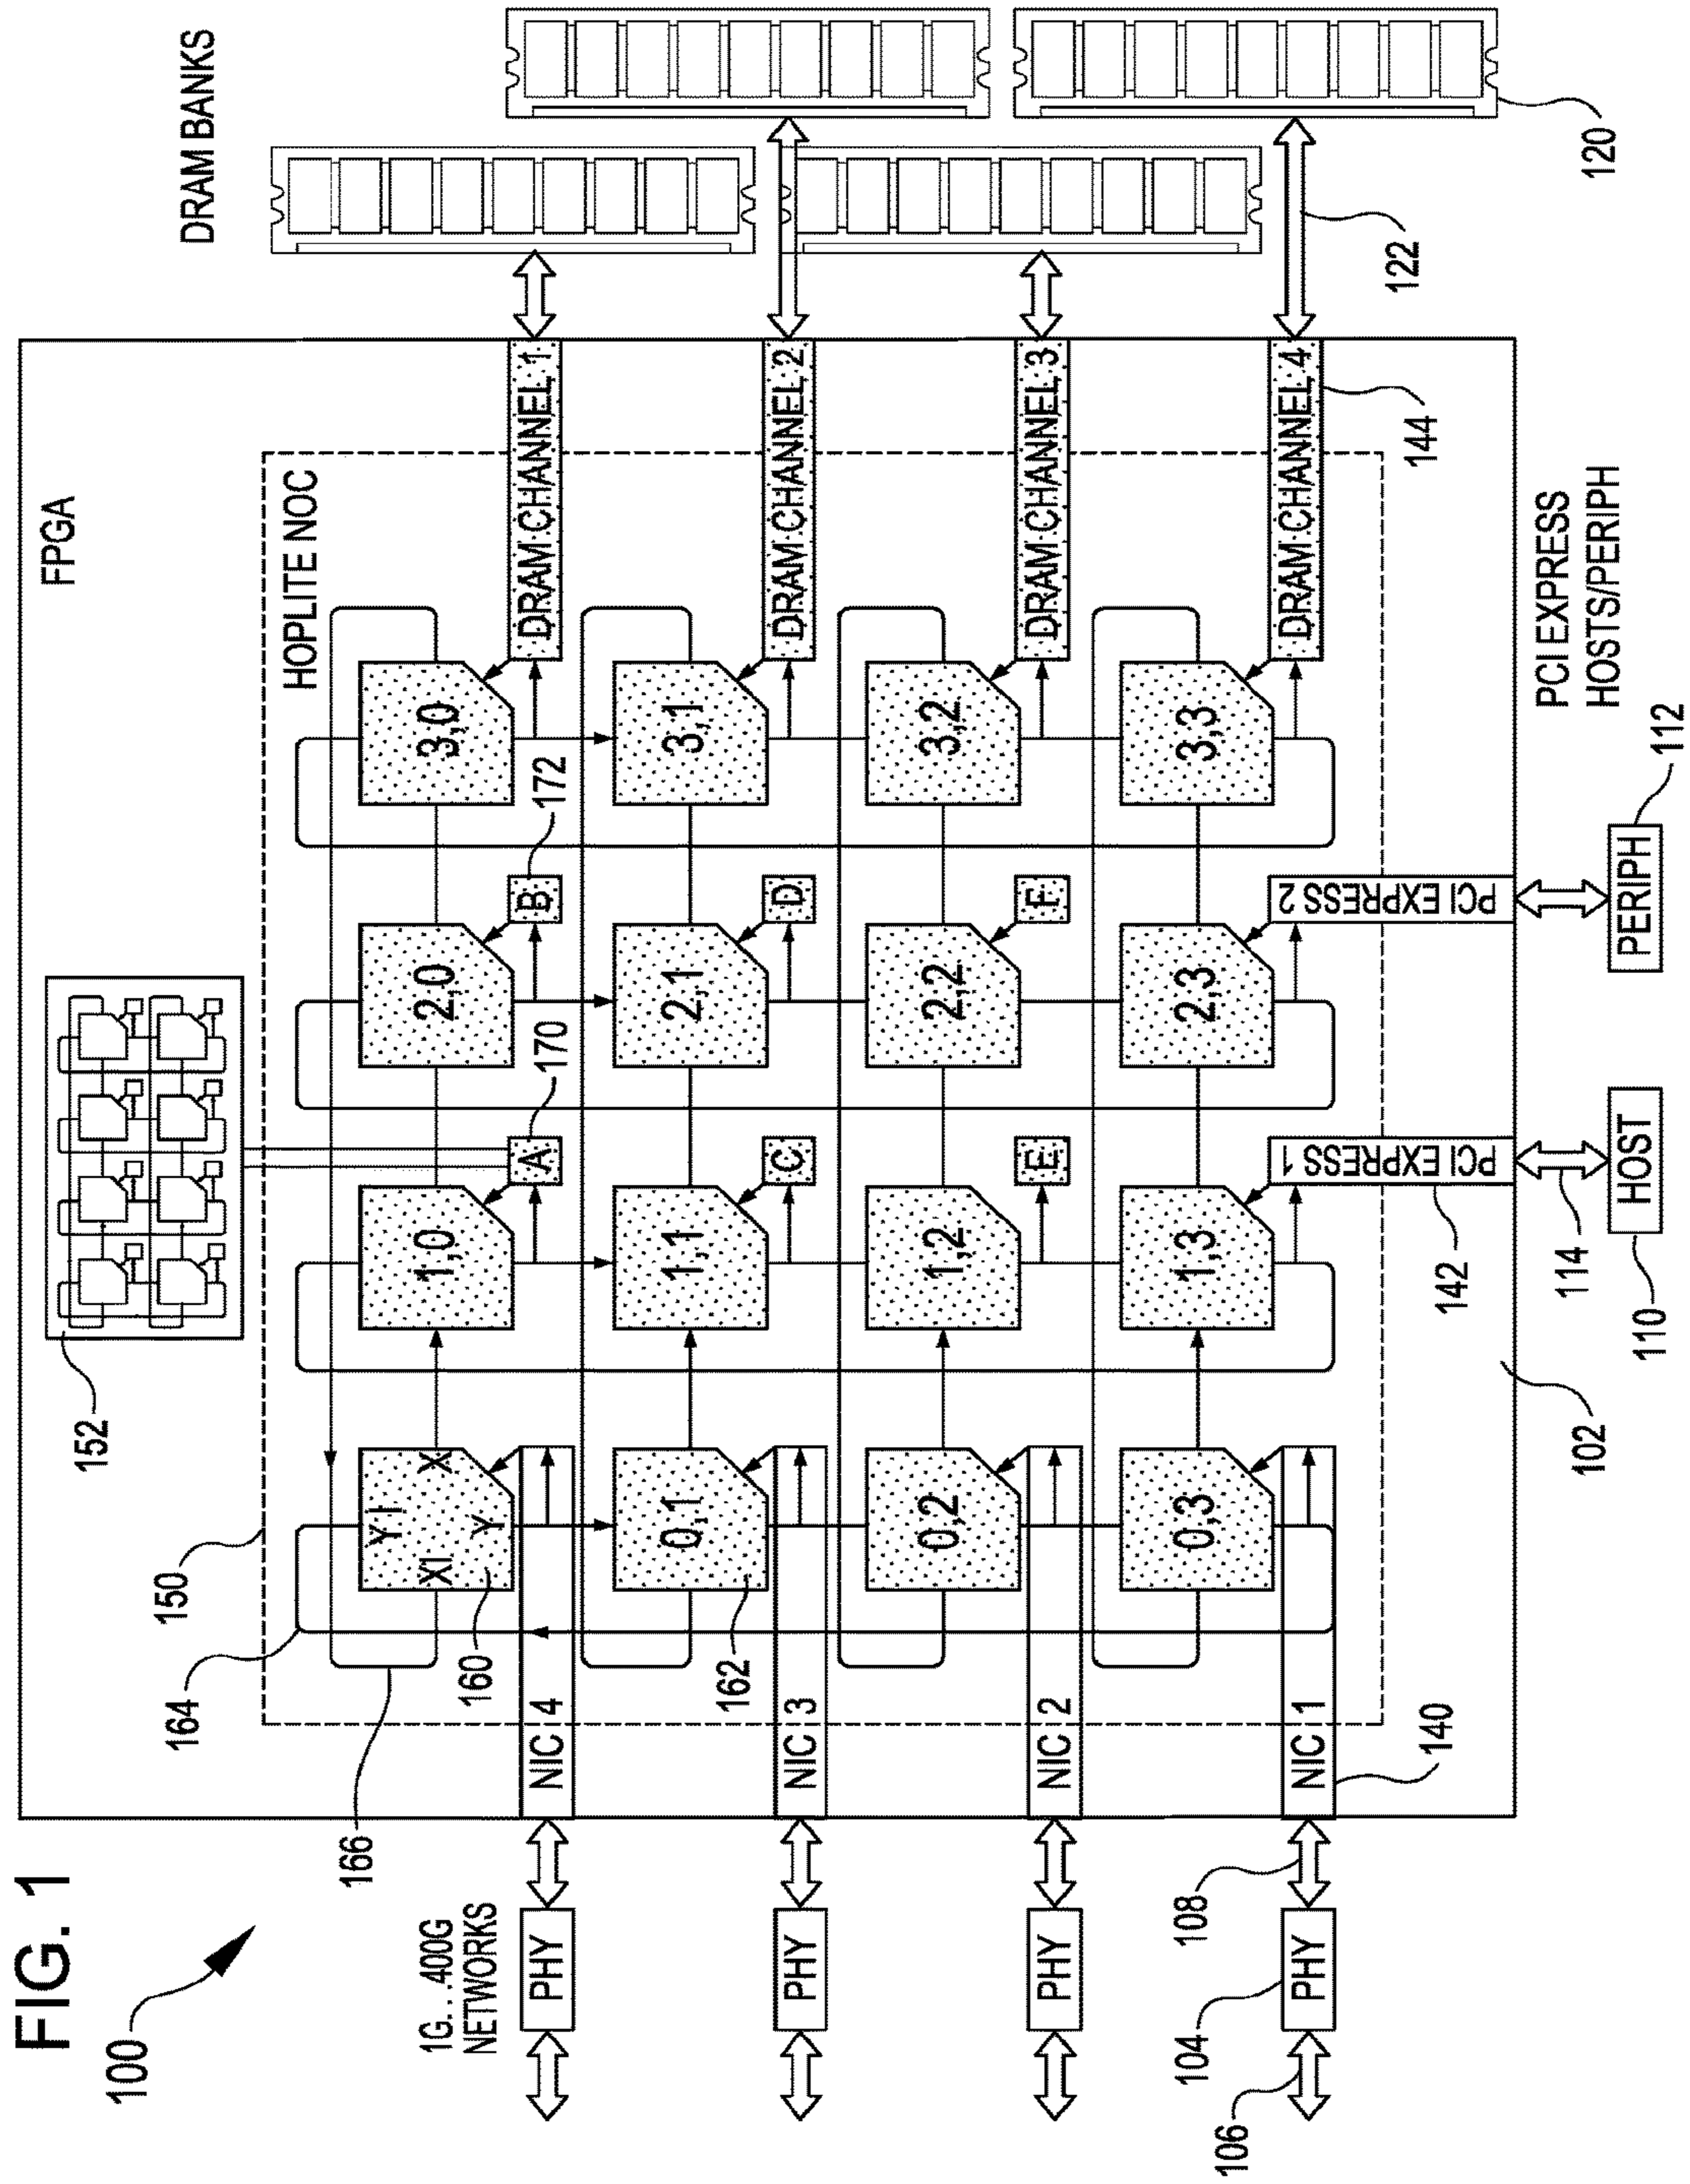 FIG. 1
100
FPGA
DRAM BANKS
152
HOPLITE NOC
150
164
166
1G...400G
NETWORKS
YI
X
XI
Y
160
1,0
2,0
3,0
PHY
NIC 4
A
170
B
172
DRAM CHANNEL 1
0,1
162
1,1
2,1
3,1
PHY
NIC 3
C
D
DRAM CHANNEL 2
0,2
1,2
2,2
3,2
PHY
NIC 2
E
F
DRAM CHANNEL 3
0,3
1,3
2,3
3,3
106
104
PHY
108
NIC 1
140
PCI EXPRESS 1
142
PCI EXPRESS 2
DRAM CHANNEL 4
144
122
120
102
114
110
HOST
PERIPH
112
PCI EXPRESS
HOSTS/PERIPH